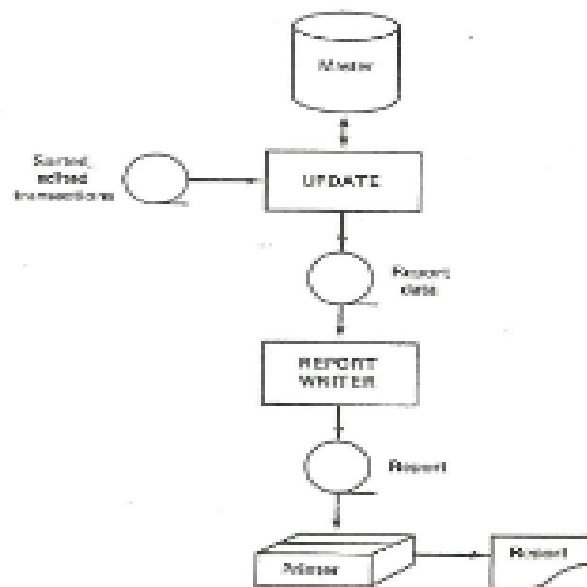 Master
Sorted,
edited
transactions
UPDATE
Report
data
REPORT
WRITER
Report
Printer
Report